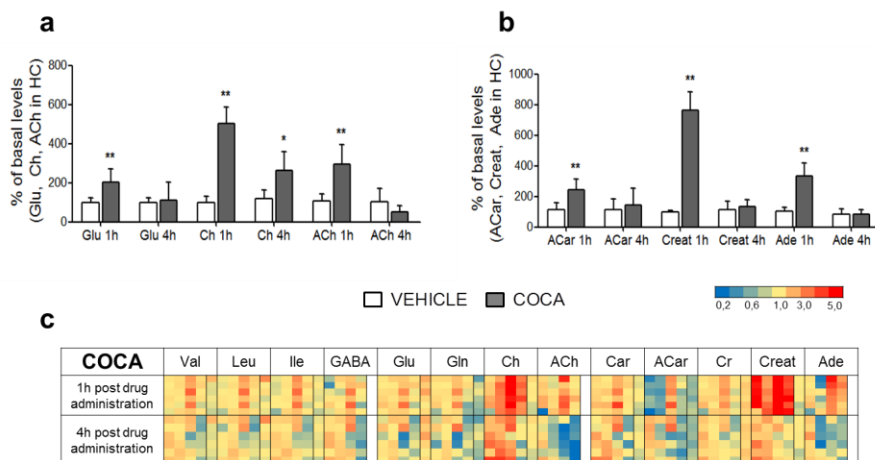 a
% of basal levels
(Glu, Ch, ACh in HC)
800
600
400
200
0
Glu 1h Glu 4h Ch 1h Ch 4h ACh 1h ACh 4h
** ** * **
b
% of basal levels
(ACar, Creat, Ade in HC)
1000
800
600
400
200
0
ACar 1h ACar 4h Creat 1h Creat 4h Ade 1h Ade 4h
** ** **
VEHICLE COCA
0,2 0,6 1,0 3,0 5,0
c
COCA Val Leu Ile GABA Glu Gln Ch ACh Car ACar Cr Creat Ade
1h post drug
administration
4h post drug
administration